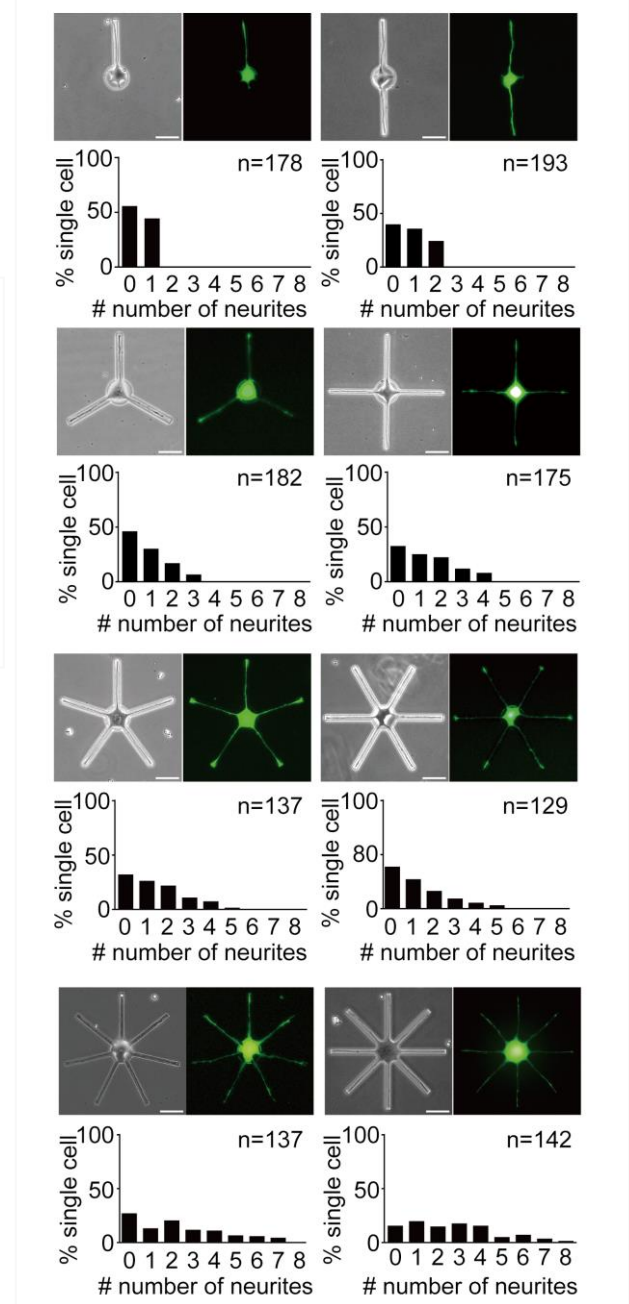 100
n=178
50
0
% single cell
0 1 2 3 4 5 6 7 8
# number of neurites
100
n=193
50
0
% single cell
0 1 2 3 4 5 6 7 8
# number of neurites
100
n=182
50
0
% single cell
0 1 2 3 4 5 6 7 8
# number of neurites
100
n=175
50
0
% single cell
0 1 2 3 4 5 6 7 8
# number of neurites
100
n=137
50
0
% single cell
0 1 2 3 4 5 6 7 8
# number of neurites
100
n=129
80
0
% single cell
0 1 2 3 4 5 6 7 8
# number of neurites
100
n=137
50
0
% single cell
0 1 2 3 4 5 6 7 8
# number of neurites
100
n=142
50
0
% single cell
0 1 2 3 4 5 6 7 8
# number of neurites